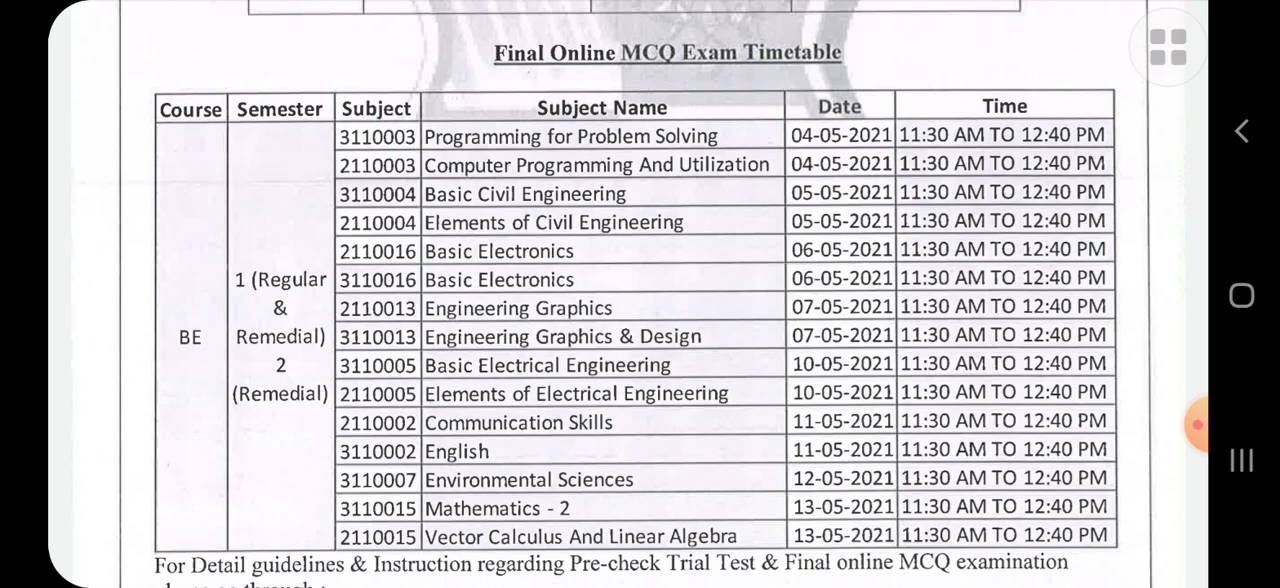 Final Online MCQ Exam Timetable
Course Semester Subject Subject Name Date Time
3110003 Programming for Problem Solving 04-05-2021 11:30 AM TO 12:40 PM
2110003 Computer Programming And Utilization 04-05-2021 11:30 AM TO 12:40 PM
3110004 Basic Civil Engineering 05-05-2021 11:30 AM TO 12:40 PM
2110004 Elements of Civil Engineering 05-05-2021 11:30 AM TO 12:40 PM
2110016 Basic Electronics 06-05-2021 11:30 AM TO 12:40 PM
1 (Regular 3110016 Basic Electronics 06-05-2021 11:30 AM TO 12:40 PM
& 2110013 Engineering Graphics 07-05-2021 11:30 AM TO 12:40 PM
BE Remedial) 3110013 Engineering Graphics & Design 07-05-2021 11:30 AM TO 12:40 PM
2 3110005 Basic Electrical Engineering 10-05-2021 11:30 AM TO 12:40 PM
(Remedial) 2110005 Elements of Electrical Engineering 10-05-2021 11:30 AM TO 12:40 PM
2110002 Communication Skills 11-05-2021 11:30 AM TO 12:40 PM
3110002 English 11-05-2021 11:30 AM TO 12:40 PM
3110007 Environmental Sciences 12-05-2021 11:30 AM TO 12:40 PM
3110015 Mathematics - 2 13-05-2021 11:30 AM TO 12:40 PM
2110015 Vector Calculus And Linear Algebra 13-05-2021 11:30 AM TO 12:40 PM
For Detail guidelines & Instruction regarding Pre-check Trial Test & Final online MCQ examination